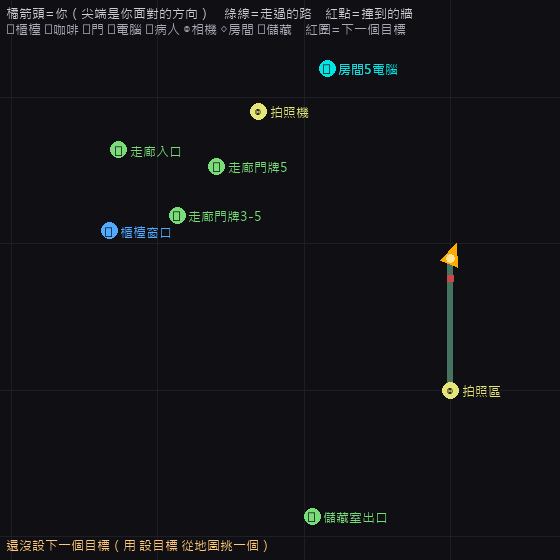 橘箭頭=你（尖端是你面對的方向） 綠線=走過的路 紅點=撞到的牆
櫃檯 咖啡 門 電腦 病人 相機 房間 儲藏 紅圈=下一個目標
房間5電腦
拍照機
走廊入口
走廊門牌5
走廊門牌3-5
櫃檯窗口
拍照區
儲藏室出口
還沒設下一個目標（用 設目標 從地圖挑一個）